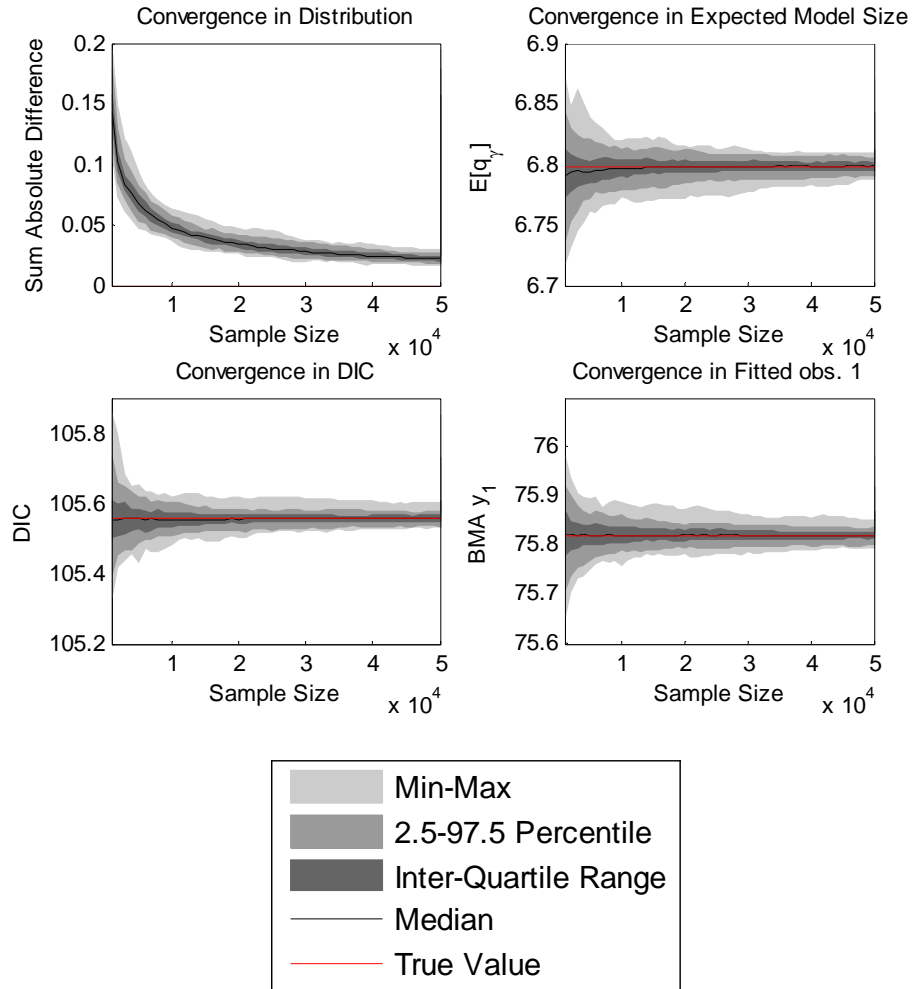 Convergence in Distribution
Sum Absolute Difference
0.2
0.15
0.1
0.05
0
1 2 3 4 5
Sample Size
x 10^4
Convergence in Expected Model Size
E[q_γ]
6.9
6.85
6.8
6.75
6.7
1 2 3 4 5
Sample Size
x 10^4
Convergence in DIC
DIC
105.8
105.6
105.4
105.2
1 2 3 4 5
Sample Size
x 10^4
Convergence in Fitted obs. 1
BMA y_1
76
75.9
75.8
75.7
75.6
1 2 3 4 5
Sample Size
x 10^4
Min-Max
2.5-97.5 Percentile
Inter-Quartile Range
Median
True Value